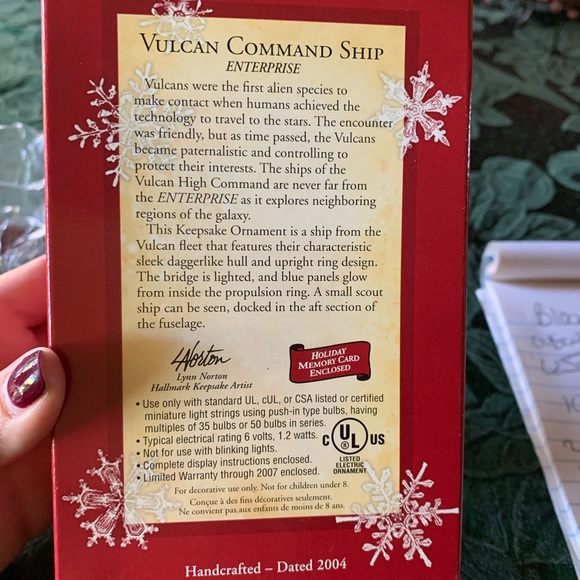 VULCAN COMMAND SHIP
ENTERPRISE
Vulcans were the first alien species to
make contact when humans achieved the
technology to travel to the stars. The encounter
was friendly, but as time passed, the Vulcans
became paternalistic and controlling to
protect their interests. The ships of the
Vulcan High Command are never far from
the ENTERPRISE as it explores neighboring
regions of the galaxy.
This Keepsake Ornament is a ship from the
Vulcan fleet that features their characteristic
sleek daggerlike hull and upright ring design.
The bridge is lighted, and blue panels glow
from inside the propulsion ring. A small scout
ship can be seen, docked in the aft section of
the fuselage.
LNorton
Lynn Norton
Hallmark Keepsake Artist
HOLIDAY
MEMORY CARD
ENCLOSED
• Use only with standard UL, cUL, or CSA listed or certified
miniature light strings using push-in type bulbs, having
multiples of 35 bulbs or 50 bulbs in series.
• Typical electrical rating 6 volts, 1.2 watts.
• Not for use with blinking lights.
• Complete display instructions enclosed.
• Limited Warranty through 2007 enclosed.
C UL US
LISTED
ELECTRIC
ORNAMENT
For decorative use only. Not for children under 8.
Conçue à des fins décoratives seulement.
Ne convient pas aux enfants de moins de 8 ans.
Handcrafted – Dated 2004